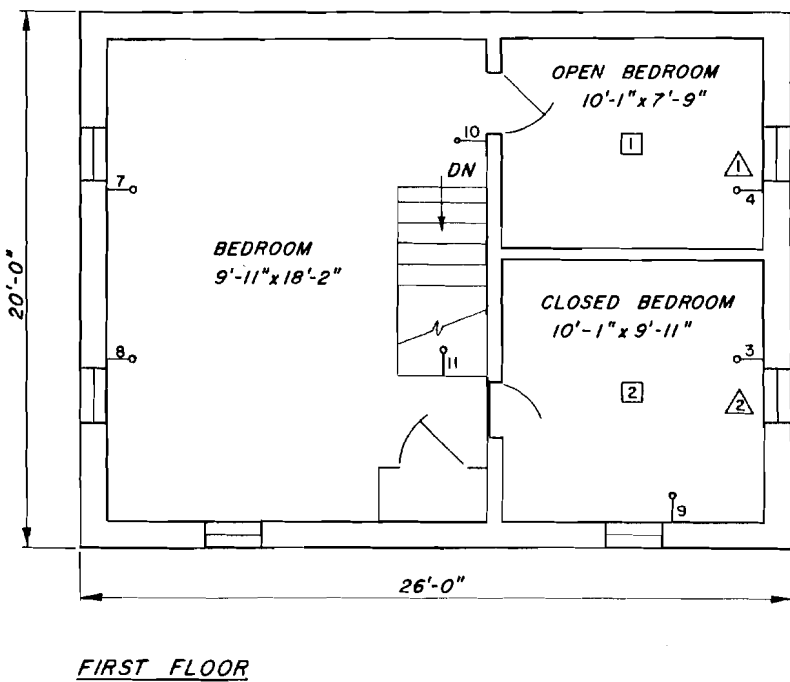 OPEN BEDROOM
10'-1" x 7'-9"
10
1
1
DN
7
4
BEDROOM
9'-11" x 18'-2"
20'-0"
CLOSED BEDROOM
10'-1" x 9'-11"
8
11
3
2
2
9
26'-0"
FIRST FLOOR